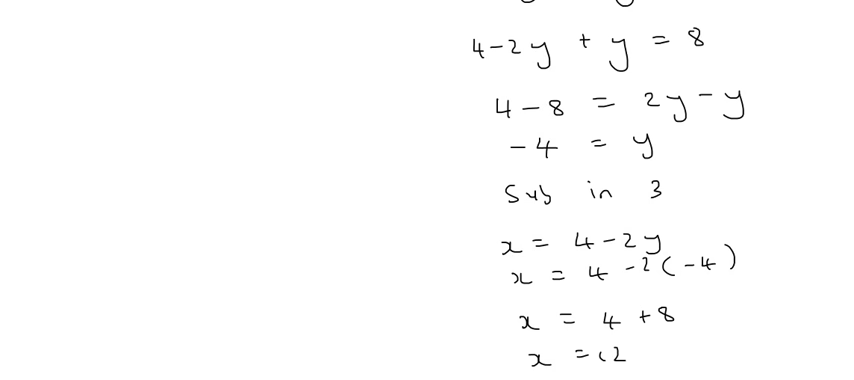 4-2y + y = 8
4-8 = 2y-y
-4 = y
Sub in 3
x = 4-2y
x = 4-2(-4)
x = 4+8
x =12